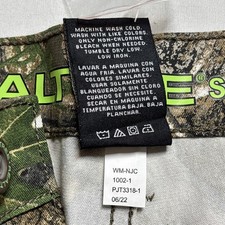 MACHINE WASH COLD
WASH WITH LIKE COLORS.
ONLY NON-CHLORINE
BLEACH WHEN NEEDED.
TUMBLE DRY LOW.
LOW IRON.
LAVAR A MAQUINA CON
AGUA FRIA. LAVAR CON
COLORES SIMILARES.
USAR SOLAMENTE
BLANQUEADOR SIN CLORO
CUANDO ES NECESARIO.
SECAR EN MAQUINA A
TEMPERATURA BAJA. BAJA
PLANCHAR.
WM-NJC
1002-1
PJT3318-1
06/22